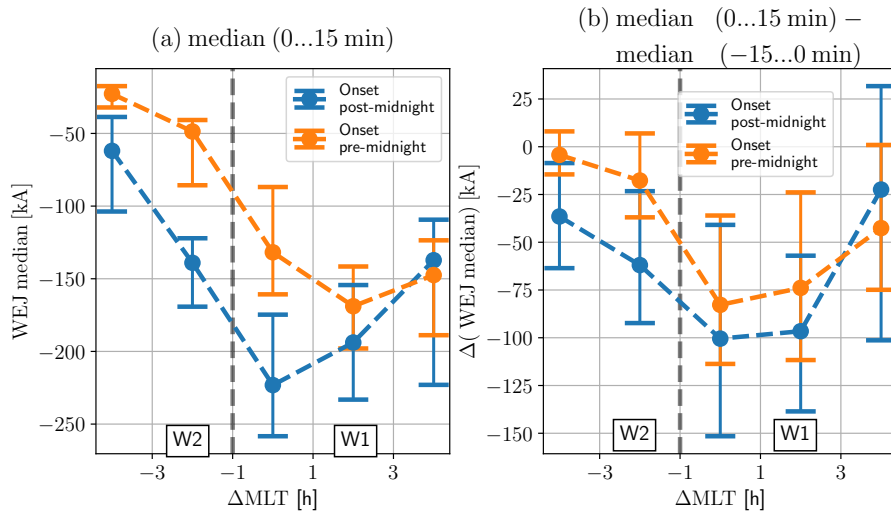 (a) median (0...15 min)
Onset
post-midnight
Onset
pre-midnight
WEJ median [kA]
−50
−100
−150
−200
−250
W2
W1
−3
−1
1
3
ΔMLT [h]
(b) median (0...15 min) −
median (−15...0 min)
Onset
post-midnight
Onset
pre-midnight
Δ( WEJ median) [kA]
25
0
−25
−50
−75
−100
−125
−150
W2
W1
−3
−1
1
3
ΔMLT [h]